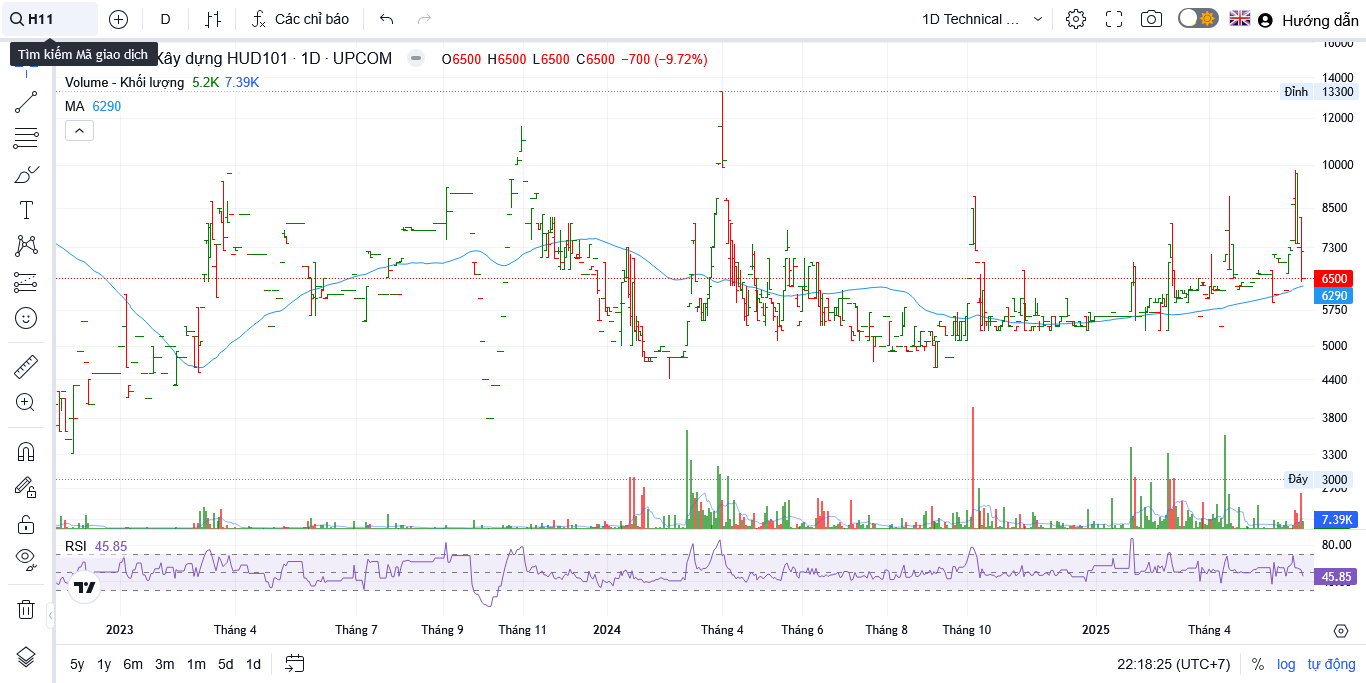 H11
D
Các chỉ báo
1D Technical ...
Hướng dẫn
Tìm kiếm Mã giao dịch
Xây dựng HUD101 · 1D · UPCOM
O6500 H6500 L6500 C6500 −700 (−9.72%)
Volume - Khối lượng 5.2K 7.39K
MA 6290
16000
14000
Đỉnh 13300
12000
10000
8500
7300
6500
6290
5750
5000
4400
3800
3300
Đáy 3000
7.39K
RSI 45.85
80.00
45.85
2023 Tháng 4 Tháng 7 Tháng 9 Tháng 11 2024 Tháng 4 Tháng 6 Tháng 8 Tháng 10 2025 Tháng 4
5y 1y 6m 3m 1m 5d 1d
22:18:25 (UTC+7) % log tự động